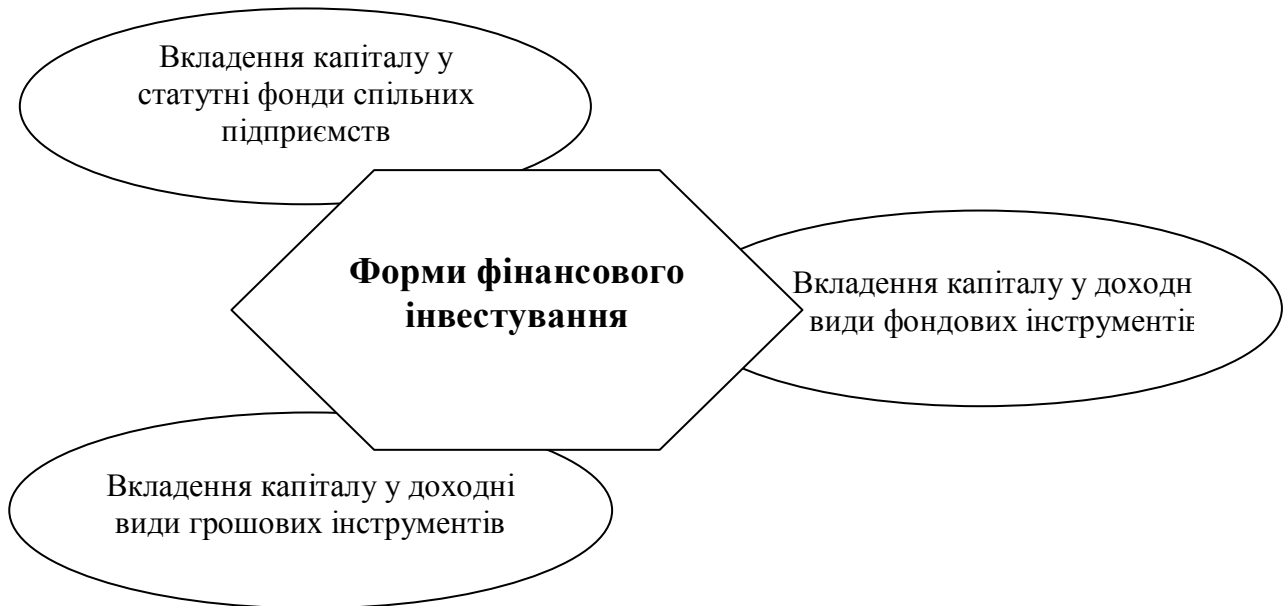 Вкладення капіталу у
статутні фонди спільних
підприємств
Форми фінансового
інвестування
Вкладення капіталу у доходн
види фондових інструментів
Вкладення капіталу у доходні
види грошових інструментів